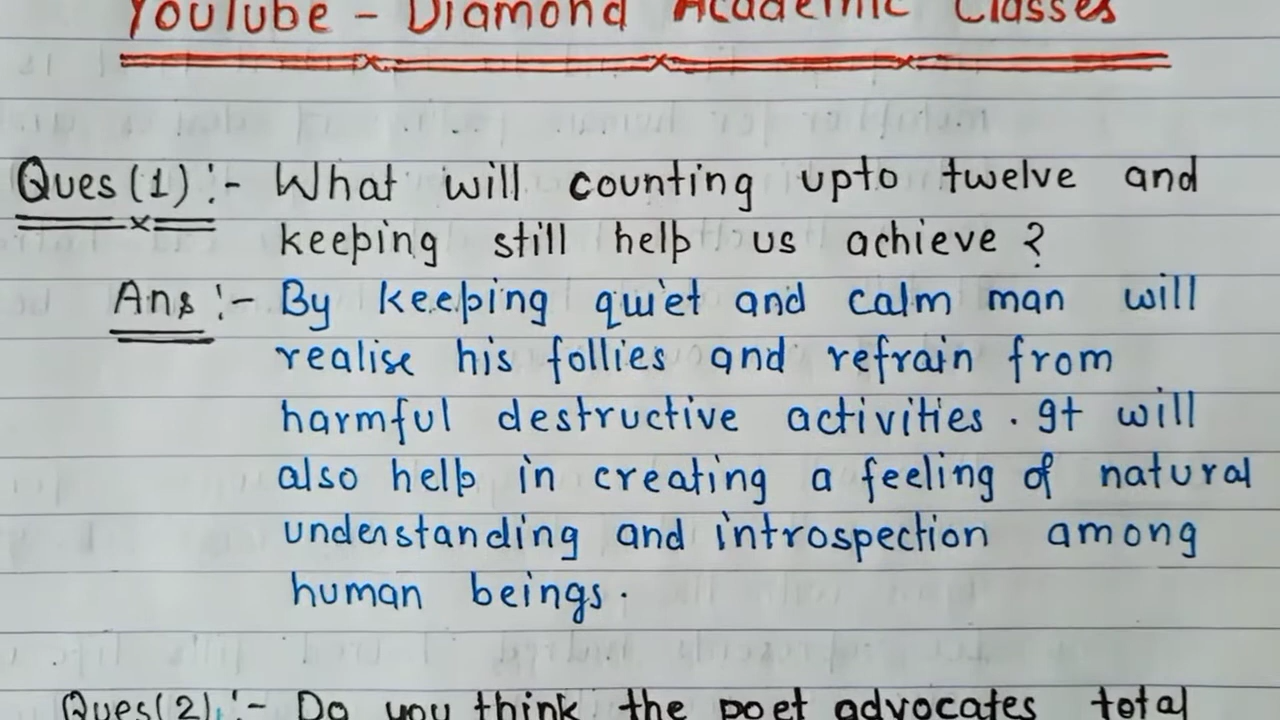 YouTube - Diamond Academic Classes
Ques (1) :- What will counting upto twelve and
keeping still help us achieve ?
Ans :- By keeping quiet and calm man will
realise his follies and refrain from
harmful destructive activities. It will
also help in creating a feeling of natural
understanding and introspection among
human beings.
Ques (2) :- Do you think the poet advocates total